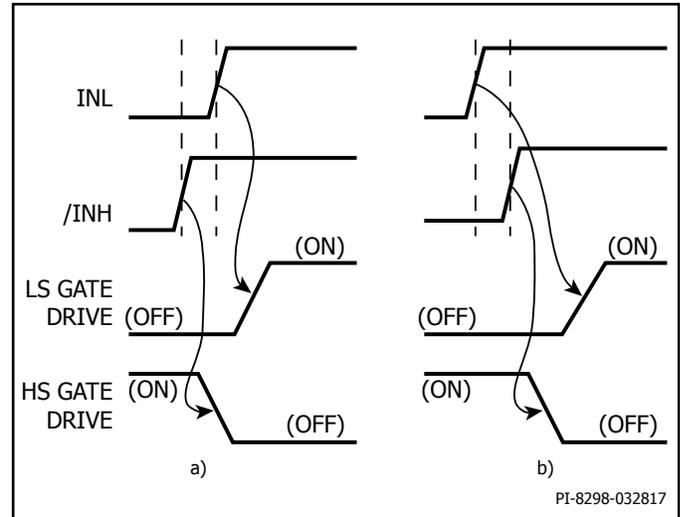 INL
/INH
LS GATE
DRIVE
(OFF)
(ON)
(OFF)
(ON)
HS GATE
DRIVE
(ON)
(OFF)
(ON)
(OFF)
a)
b)
PI-8298-032817